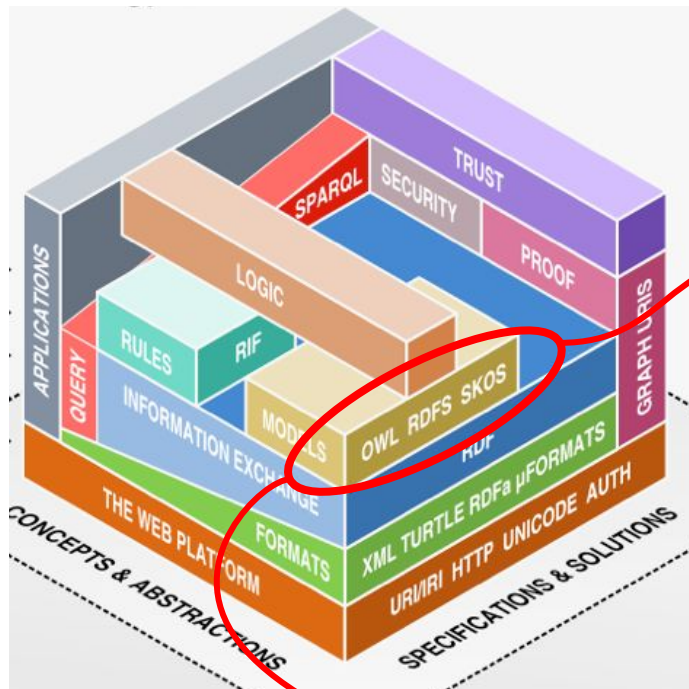 TRUST
SPARQL
SECURITY
PROOF
APPLICATIONS
LOGIC
RULES
RIF
GRAPH URIS
QUERY
INFORMATION EXCHANGE
MODELS
OWL RDFS SKOS
RDF
FORMATS
XML TURTLE RDFa µFORMATS
THE WEB PLATFORM
URI/IRI HTTP UNICODE AUTH
CONCEPTS & ABSTRACTIONS
SPECIFICATIONS & SOLUTIONS